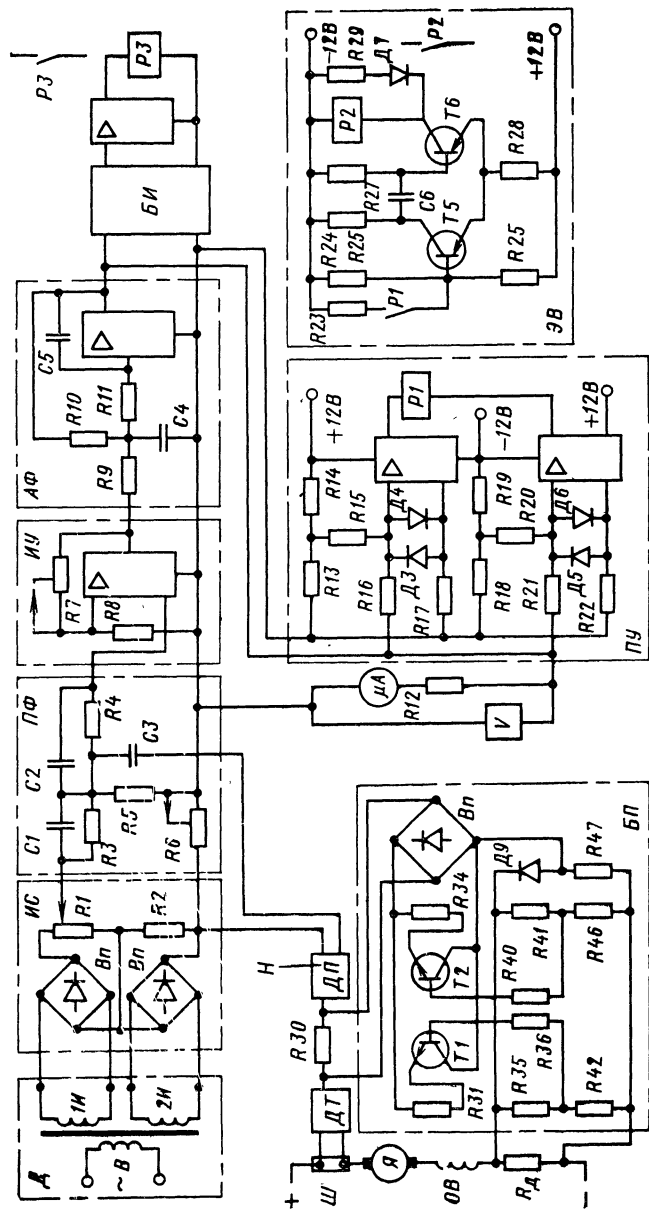 Д
~ В
1И
2И
ИС
Вп
Вп
R1
R2
ПФ
C1
C2
R3
R4
R5
R6
C3
ИУ
R7
R8
АФ
R9
R10
R11
C4
C5
БИ
Р3
Р3
+
Ш
ДТ
R30
ДП
Н
Я
ОВ
Rд
–
БП
Вп
R31
T1
T2
R34
R35
R36
R40
R41
Д9
R42
R46
R47
V
μA
R12
ПУ
R13
R14
+12В
R15
R16
R17
Д3
Д4
Р1
R18
R19
-12В
R20
R21
R22
Д5
Д6
+12В
ЭВ
R23
R24
R25
R27
Р2
R29
-12В
Р1
C6
T5
T6
Д7
Р2
R25
R28
+12В